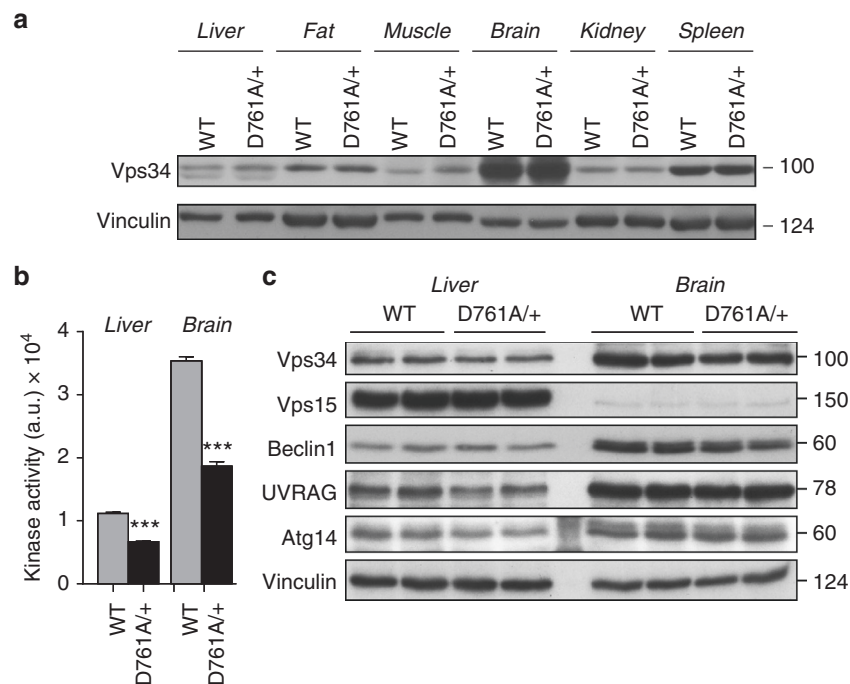 a
Liver Fat Muscle Brain Kidney Spleen
WT D761A/+ WT D761A/+ WT D761A/+ WT D761A/+ WT D761A/+ WT D761A/+
Vps34 – 100
Vinculin – 124
b
Liver Brain
Kinase activity (a.u.) × 10⁴
4
3
2
1
0
***
***
WT D761A/+ WT D761A/+
c
Liver Brain
WT D761A/+ WT D761A/+
Vps34 100
Vps15 150
Beclin1 60
UVRAG 78
Atg14 60
Vinculin 124